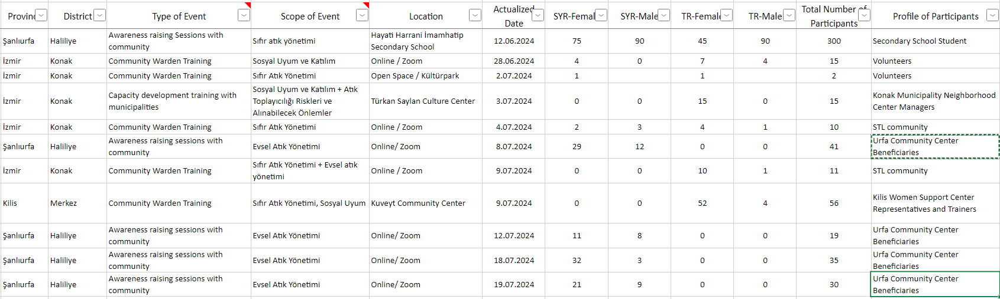 Provinc District Type of Event Scope of Event Location Actualized Date SYR-Femal SYR-Male TR-Female TR-Male Total Number of Participants Profile of Participants
Şanlıurfa Haliliye Awareness raising Sessions with community Sıfır atık yönetimi Hayati Harrani İmamhatip Secondary School 12.06.2024 75 90 45 90 300 Secondary School Student
İzmir Konak Community Warden Training Sosyal Uyum ve Katılım Online / Zoom 28.06.2024 4 0 7 4 15 Volunteers
İzmir Konak Community Warden Training Sıfır Atık Yönetimi Open Space / Kültürpark 2.07.2024 1 1 2 Volunteers
İzmir Konak Capacity development training with municipalities Sosyal Uyum ve Katılım + Atık Toplayıcılığı Riskleri ve Alınabilecek Önlemler Türkan Saylan Culture Center 3.07.2024 0 0 15 0 15 Konak Municipality Neighborhood Center Managers
İzmir Konak Community Warden Training Sıfır Atık Yönetimi Online / Zoom 4.07.2024 2 3 4 1 10 STL community
Şanlıurfa Haliliye Awareness raising sessions with community Evsel Atık Yönetimi Online/ Zoom 8.07.2024 29 12 0 0 41 Urfa Community Center Beneficiaries
İzmir Konak Community Warden Training Sıfır Atık Yönetimi + Evsel atık yönetimi Online / Zoom 9.07.2024 0 0 10 1 11 STL community
Kilis Merkez Community Warden Training Sıfır Atık Yönetimi, Sosyal Uyum Kuveyt Community Center 9.07.2024 0 0 52 4 56 Kilis Women Support Center Representatives and Trainers
Şanlıurfa Haliliye Awareness raising sessions with community Evsel Atık Yönetimi Online/ Zoom 12.07.2024 11 8 0 0 19 Urfa Community Center Beneficiaries
Şanlıurfa Haliliye Awareness raising sessions with community Evsel Atık Yönetimi Online/ Zoom 18.07.2024 32 3 0 0 35 Urfa Community Center Beneficiaries
Şanlıurfa Haliliye Awareness raising sessions with community Evsel Atık Yönetimi Online/ Zoom 19.07.2024 21 9 0 0 30 Urfa Community Center Beneficiaries